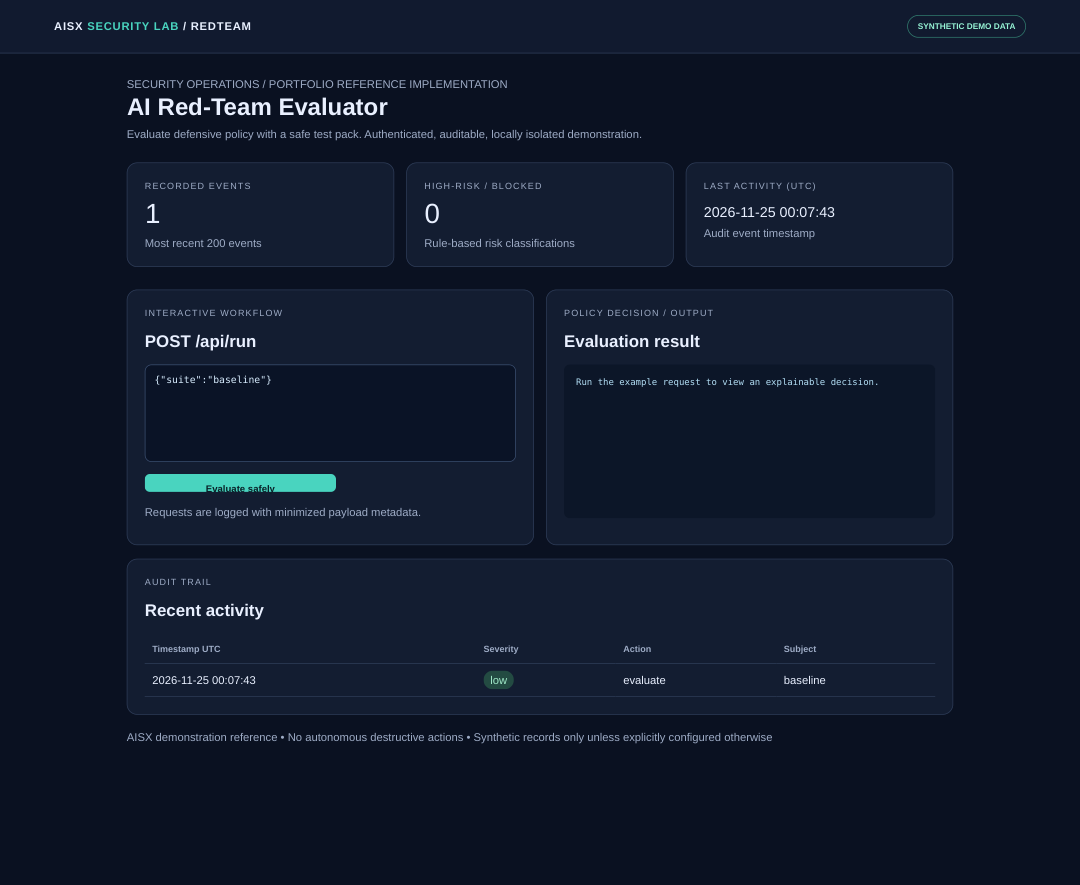 AISX SECURITY LAB / REDTEAM
SYNTHETIC DEMO DATA
SECURITY OPERATIONS / PORTFOLIO REFERENCE IMPLEMENTATION
AI Red-Team Evaluator
Evaluate defensive policy with a safe test pack. Authenticated, auditable, locally isolated demonstration.
RECORDED EVENTS
1
Most recent 200 events
HIGH-RISK / BLOCKED
0
Rule-based risk classifications
LAST ACTIVITY (UTC)
2026-11-25 00:07:43
Audit event timestamp
INTERACTIVE WORKFLOW
POST /api/run
{"suite":"baseline"}
Evaluate safely
Requests are logged with minimized payload metadata.
POLICY DECISION / OUTPUT
Evaluation result
Run the example request to view an explainable decision.
AUDIT TRAIL
Recent activity
Timestamp UTC Severity Action Subject
2026-11-25 00:07:43 low evaluate baseline
AISX demonstration reference • No autonomous destructive actions • Synthetic records only unless explicitly configured otherwise